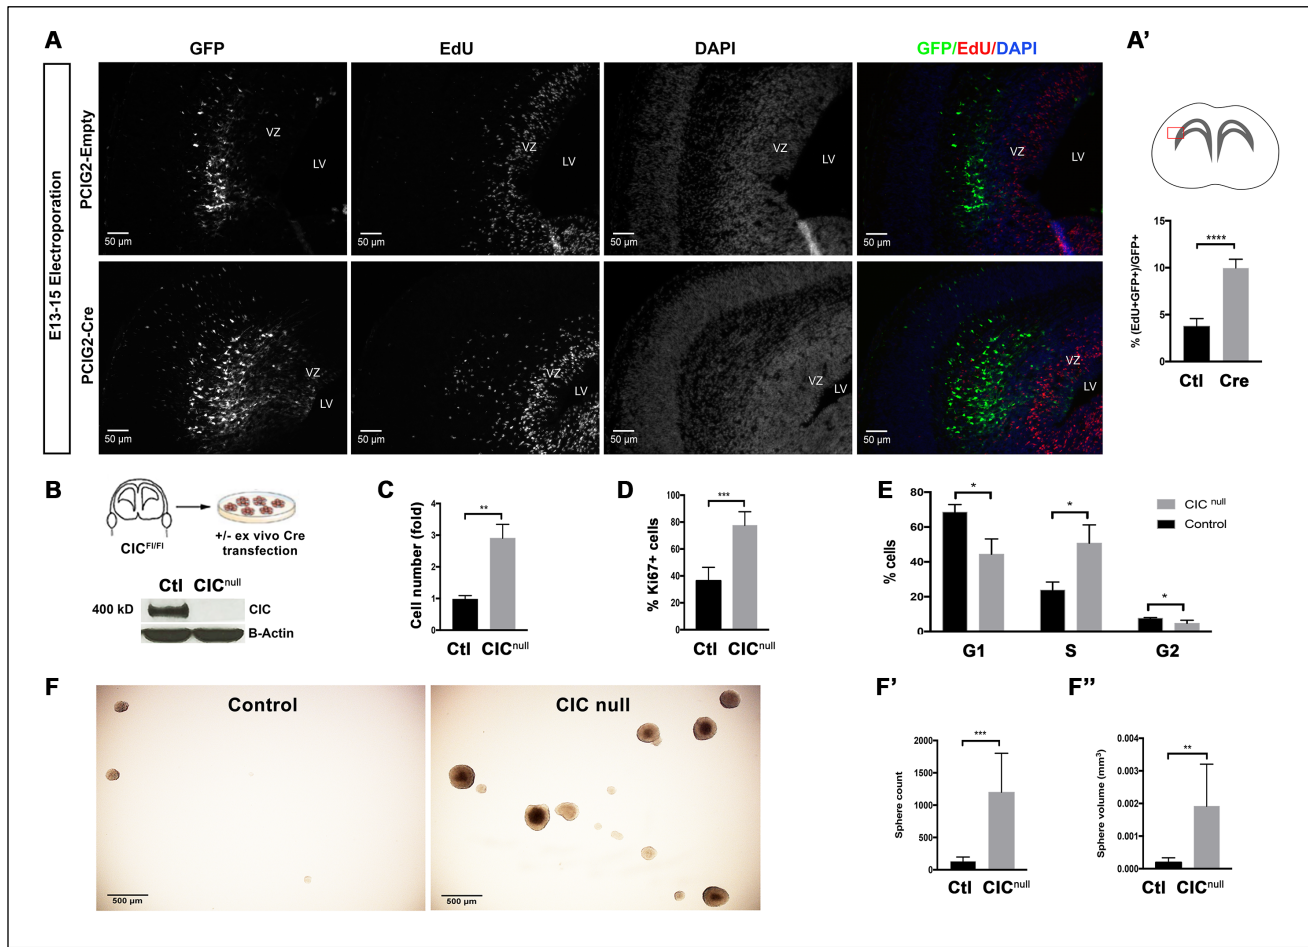 A
GFP
EdU
DAPI
GFP/EdU/DAPI
A'
E13-15 Electroporation
PCIG2-Empty
VZ
LV
50 µm
VZ
LV
50 µm
VZ
LV
50 µm
VZ
LV
50 µm
PCIG2-Cre
VZ
LV
50 µm
VZ
LV
50 µm
VZ
LV
50 µm
VZ
LV
50 µm
% (EdU+GFP+)/GFP+
15
10
5
0
****
Ctl Cre
B
CIC Fl/Fl
+/- ex vivo Cre
transfection
Ctl CIC null
400 kD
CIC
B-Actin
C
Cell number (fold)
4
3
2
1
0
**
Ctl CIC null
D
% Ki67+ cells
100
80
60
40
20
0
***
Ctl CIC null
E
% cells
80
60
40
20
0
*
*
*
G1 S G2
CIC null
Control
F
Control
500 µm
CIC null
500 µm
F'
Sphere count
2000
1500
1000
500
0
***
Ctl CIC null
F''
Sphere volume (mm3)
0.004
0.003
0.002
0.001
0.000
**
Ctl CIC null